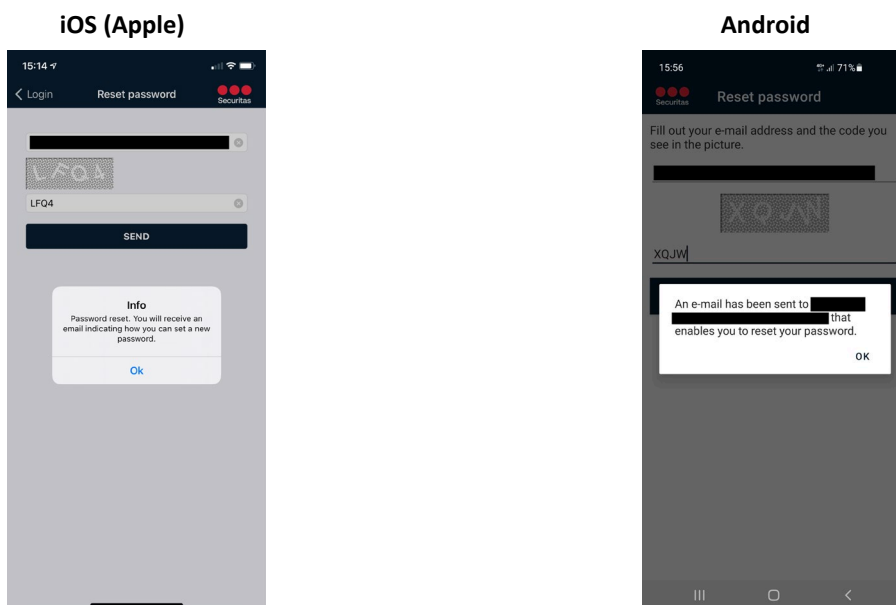 iOS (Apple)
15:14
Login
Reset password
Securitas
LFQ4
LFQ4
SEND
Info
Password reset. You will receive an
email indicating how you can set a new
password.
Ok
Android
15:56
71%
Securitas
Reset password
Fill out your e-mail address and the code you
see in the picture.
XQJW
An e-mail has been sent to
that
enables you to reset your password.
OK